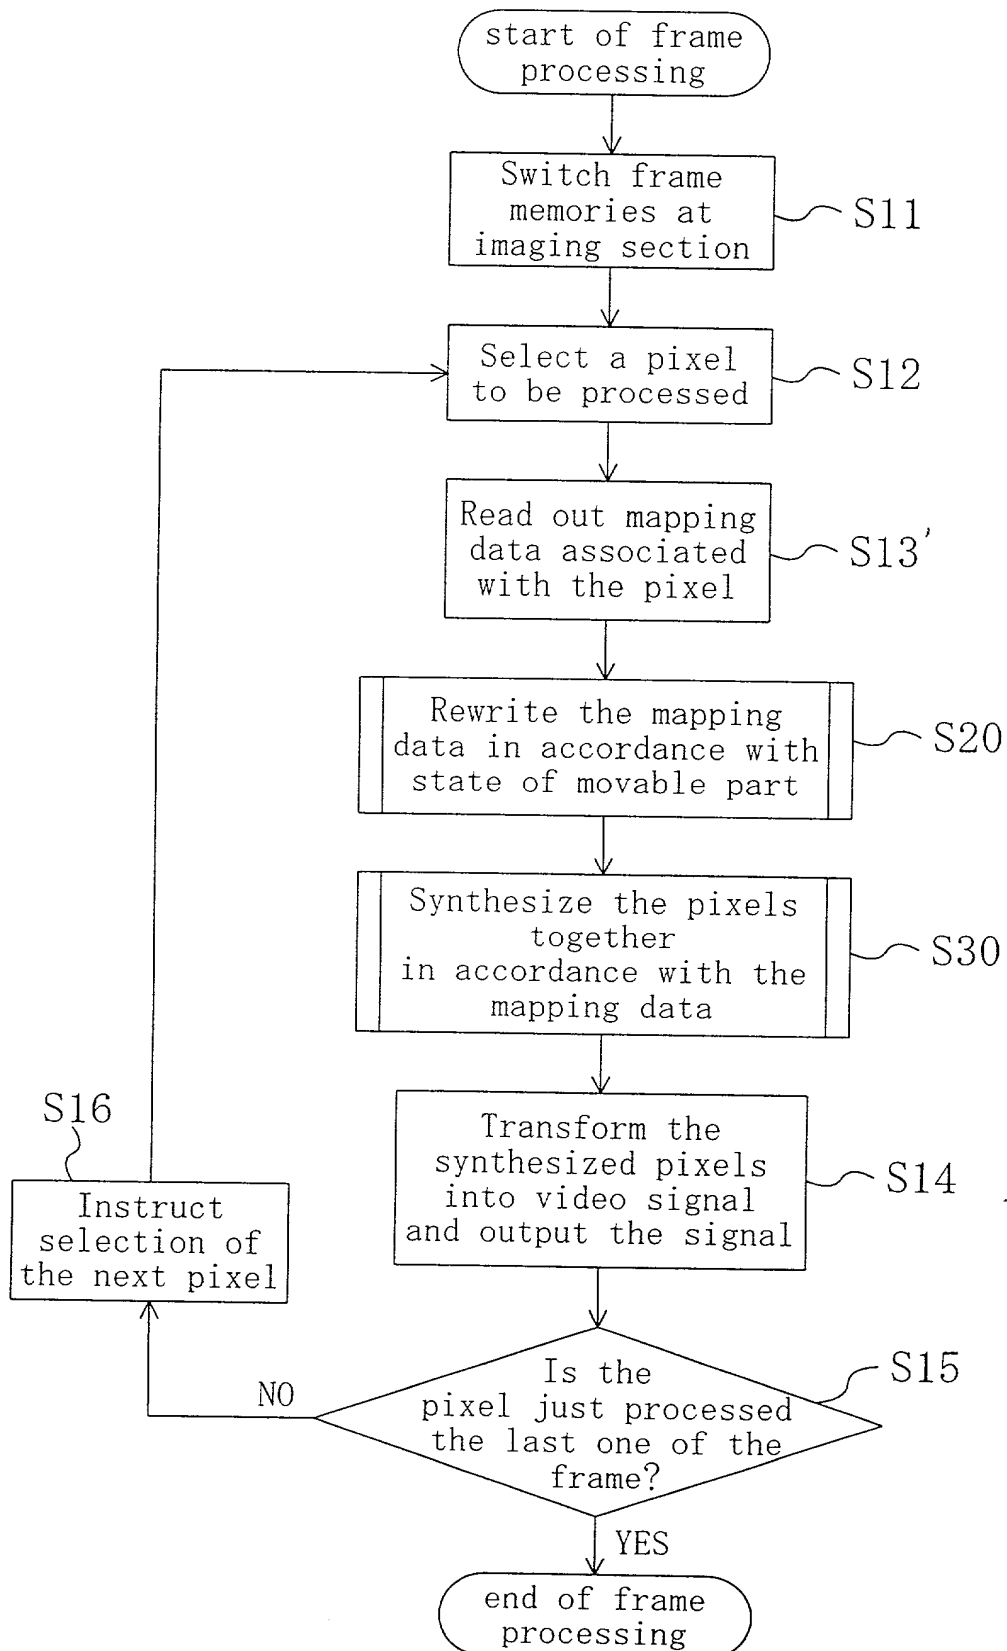 start of frame
processing
Switch frame
memories at
imaging section
S11
Select a pixel
to be processed
S12
Read out mapping
data associated
with the pixel
S13'
Rewrite the mapping
data in accordance with
state of movable part
S20
Synthesize the pixels
together
in accordance with the
mapping data
S30
Transform the
synthesized pixels
into video signal
and output the signal
S14
S16
Instruct
selection of
the next pixel
Is the
pixel just processed
the last one of the
frame?
S15
NO
YES
end of frame
processing